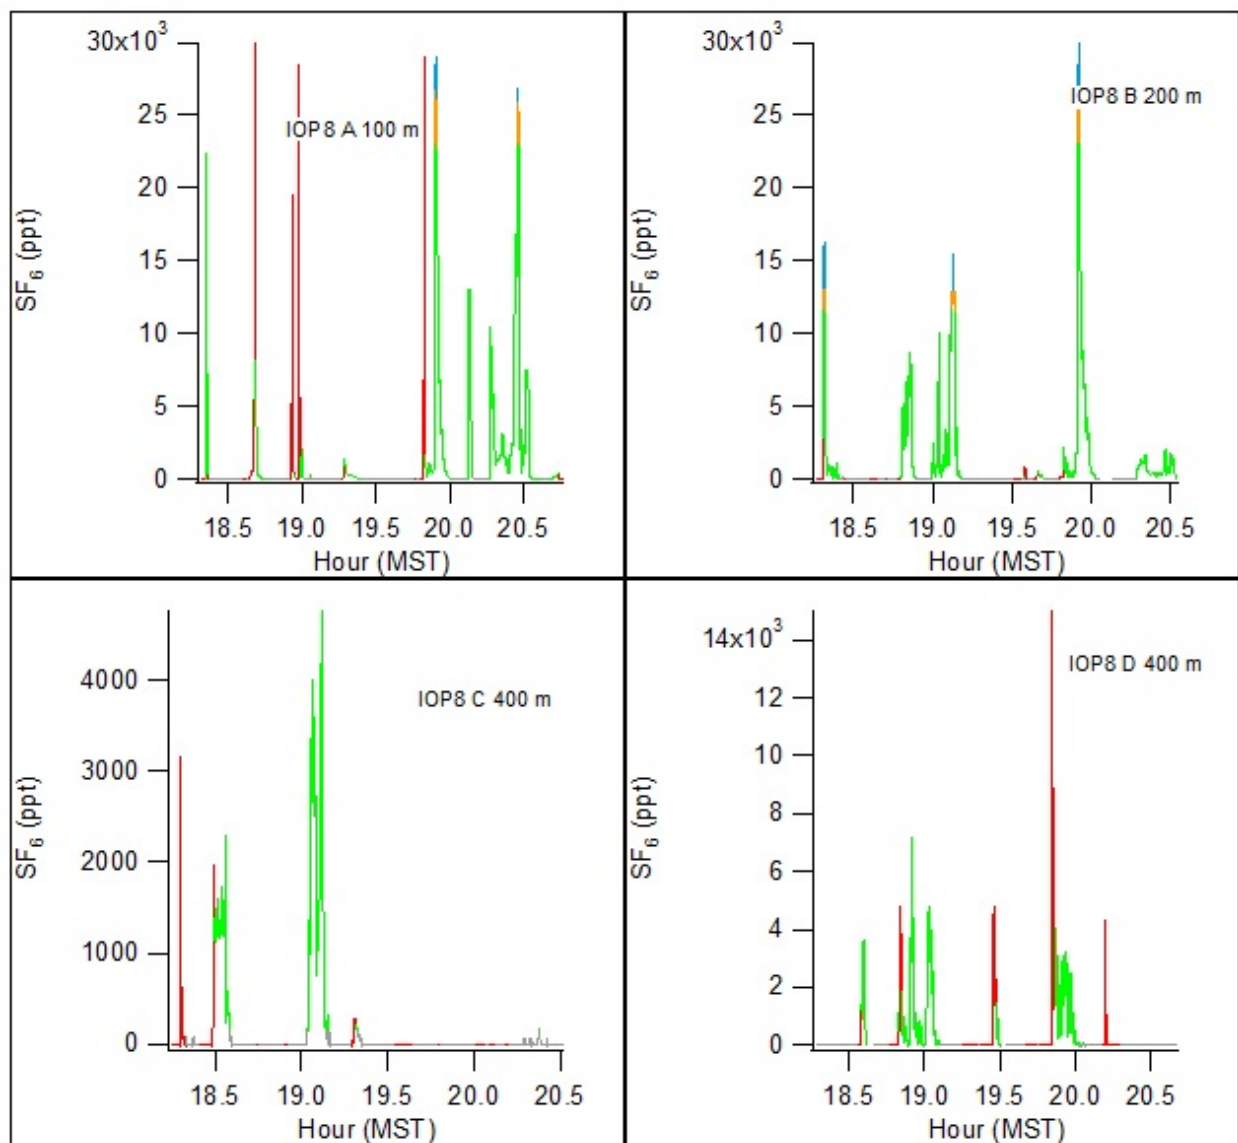 30x10³
25
20
15
10
5
0
SF₆ (ppt)
IOP8 A 100 m
18.5 19.0 19.5 20.0 20.5
Hour (MST)
30x10³
25
20
15
10
5
0
SF₆ (ppt)
IOP8 B 200 m
18.5 19.0 19.5 20.0 20.5
Hour (MST)
4000
3000
2000
1000
0
SF₆ (ppt)
IOP8 C 400 m
18.5 19.0 19.5 20.0 20.5
Hour (MST)
14x10³
12
10
8
6
4
2
0
SF₆ (ppt)
IOP8 D 400 m
18.5 19.0 19.5 20.0 20.5
Hour (MST)